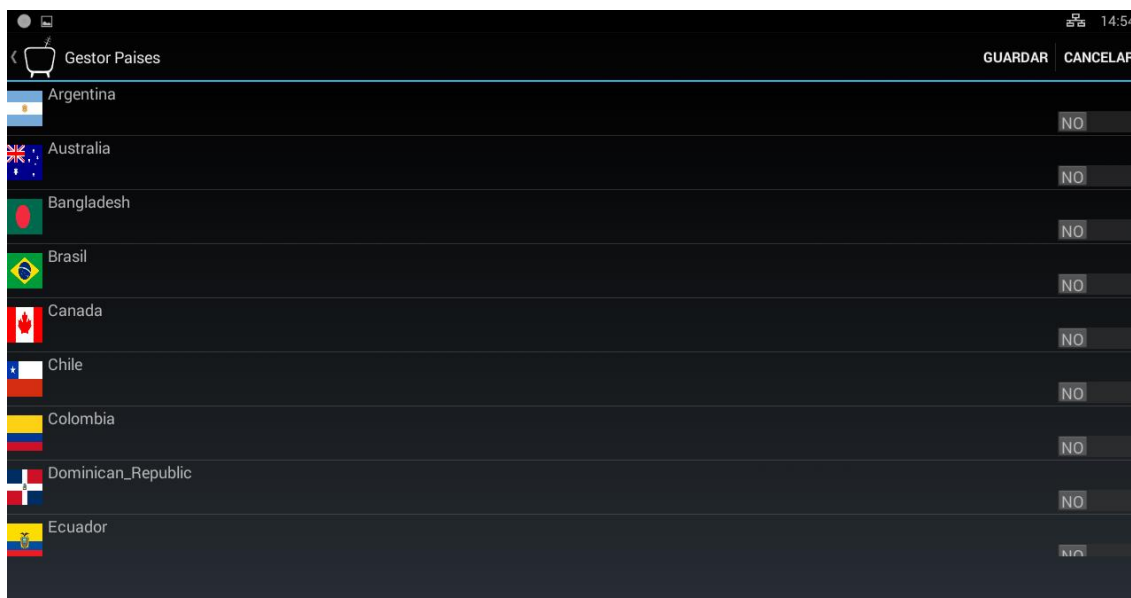 14:54
Gestor Paises
GUARDAR CANCELAR
Argentina
NO
Australia
NO
Bangladesh
NO
Brasil
NO
Canada
NO
Chile
NO
Colombia
NO
Dominican_Republic
NO
Ecuador
NO